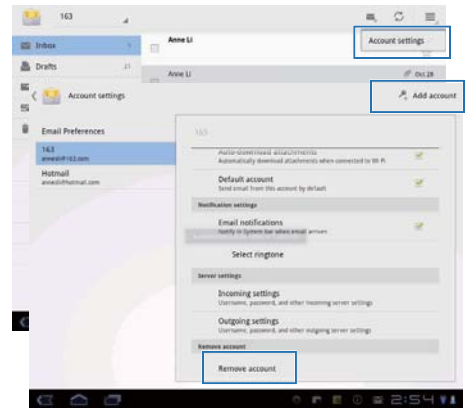 163
Anne Li
Account settings
Inbox
Drafts
Anne Li
Oct 28
Account settings
Add account
Email Preferences
163
163
Auto-download attachments
Automatically download attachments when connected to Wi-Fi
Hotmail
Default account
Send email from this account by default
Notification settings
Email notifications
Notify in System bar when email arrives
Select ringtone
Server settings
Incoming settings
Username, password, and other incoming server settings
Outgoing settings
Username, password, and other outgoing server settings
Remove account
Remove account
2:54